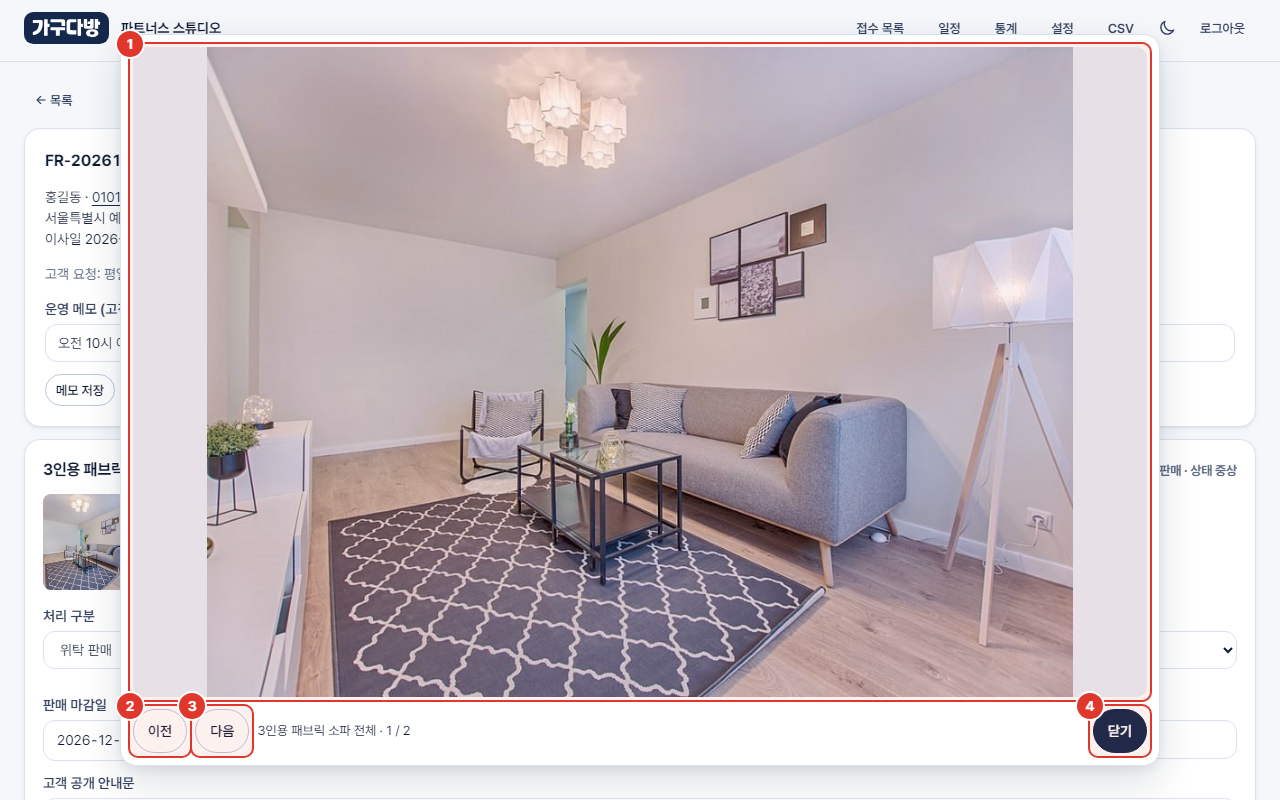 가구다방 파트너스 스튜디오 접수 목록 일정 통계 설정 CSV 로그아웃
1
← 목록
FR-20261
홍길동 · 0101
서울특별시 예
이사일 2026-
고객 요청: 평일
운영 메모 (고
오전 10시
메모 저장
3인용 패브릭 판매 · 상태 중상
처리 구분
위탁 판매
판매 마감일
2026-12-
고객 공개 안내문
2 3 4
이전 다음 3인용 패브릭 소파 전체 · 1 / 2 닫기